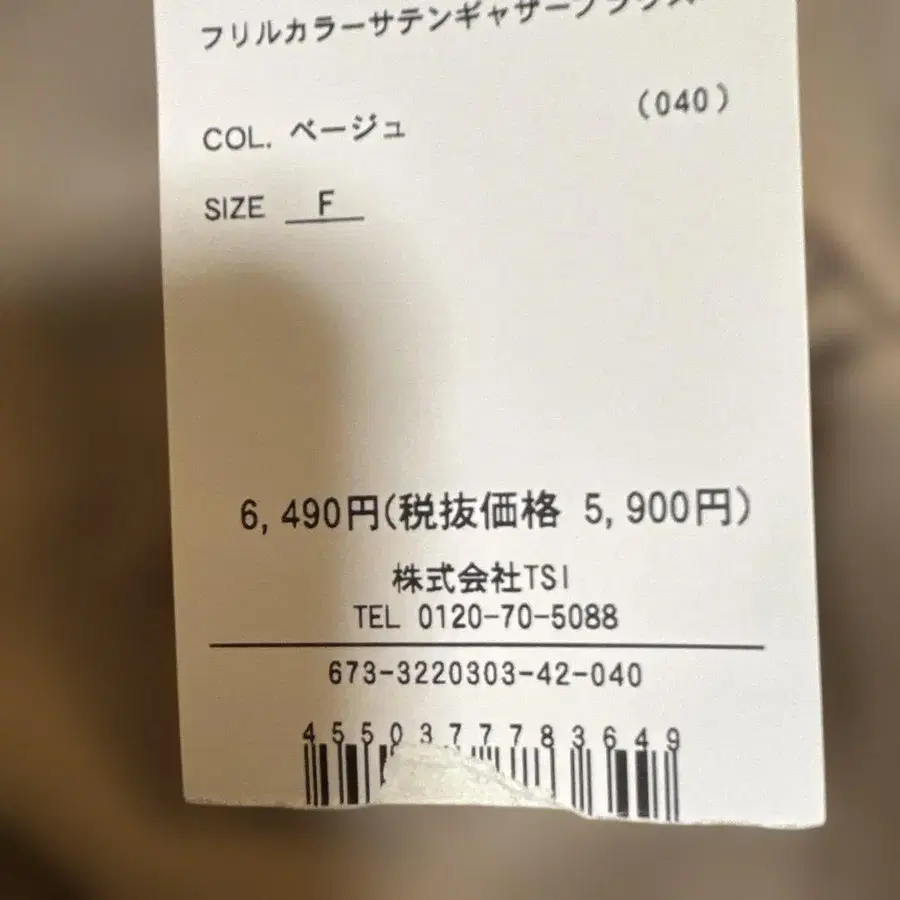 フリルカラーサテンギャザーブラウス
COL. ベージュ (040)
SIZE F
6,490円(税抜価格 5,900円)
株式会社TSI
TEL 0120-70-5088
673-3220303-42-040
4550377783649